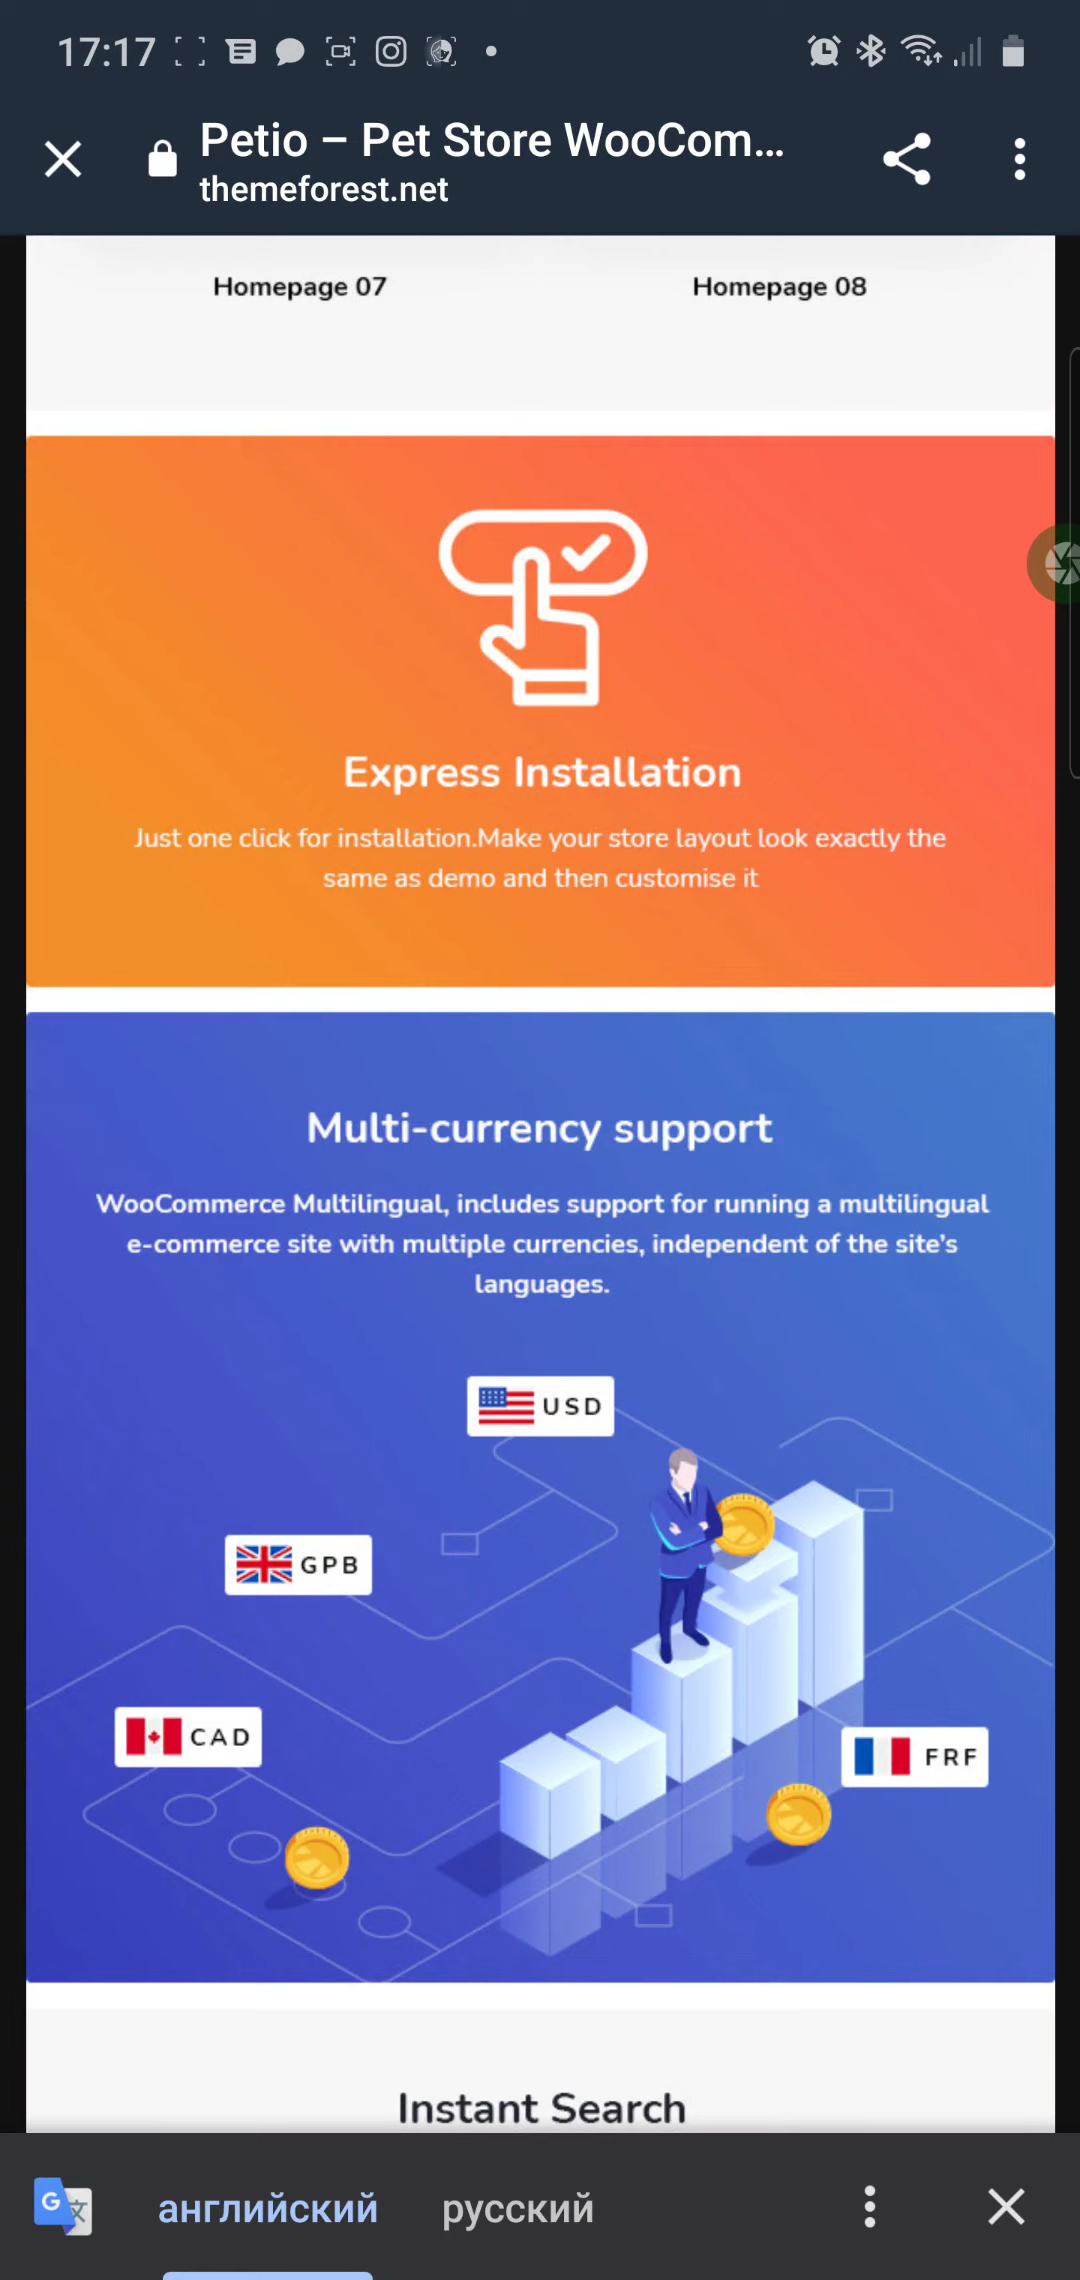 17:17
Petio – Pet Store WooCom...
themeforest.net
Homepage 07
Homepage 08
Express Installation
Just one click for installation.Make your store layout look exactly the
same as demo and then customise it
Multi-currency support
WooCommerce Multilingual, includes support for running a multilingual
e-commerce site with multiple currencies, independent of the site's
languages.
USD
GPB
CAD
FRF
Instant Search
английский
русский